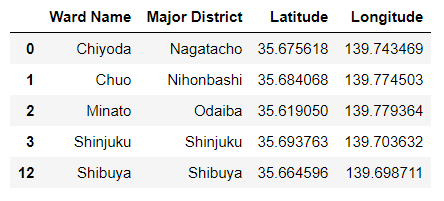 Ward Name Major District Latitude Longitude
0 Chiyoda Nagatacho 35.675618 139.743469
1 Chuo Nihonbashi 35.684068 139.774503
2 Minato Odaiba 35.619050 139.779364
3 Shinjuku Shinjuku 35.693763 139.703632
12 Shibuya Shibuya 35.664596 139.698711